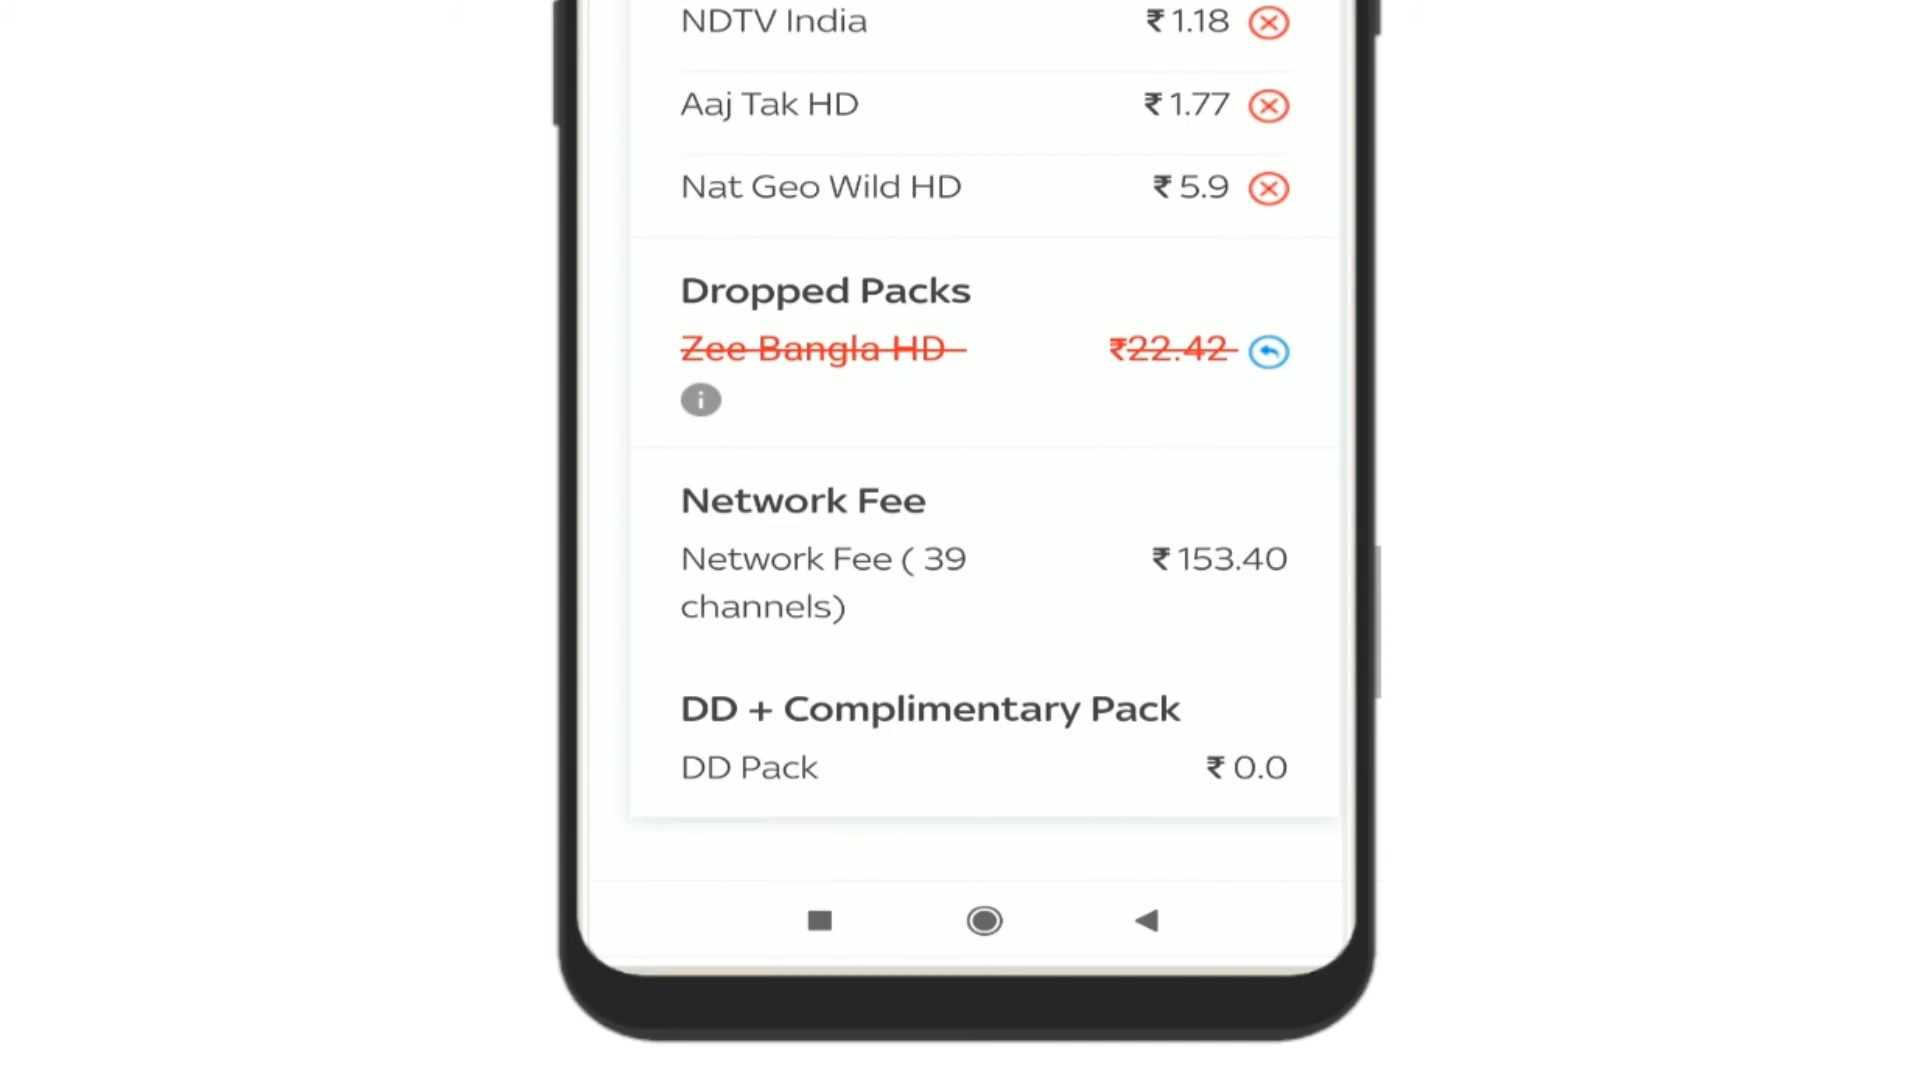 NDTV India ₹ 1.18
Aaj Tak HD ₹ 1.77
Nat Geo Wild HD ₹ 5.9
Dropped Packs
Zee Bangla HD ₹22.42
i
Network Fee
Network Fee ( 39 ₹ 153.40
channels)
DD + Complimentary Pack
DD Pack ₹ 0.0